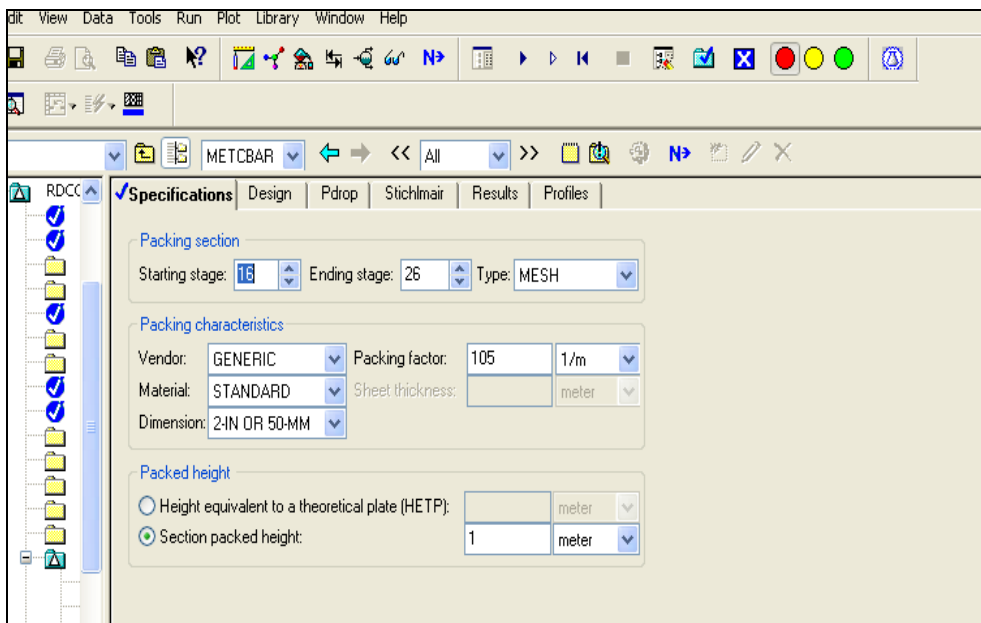 dit View Data Tools Run Plot Library Window Help
N➔
METCBAR << All >> N➔
RDCC
Specifications Design Pdrop Stichlmair Results Profiles
Packing section
Starting stage: 16 Ending stage: 26 Type: MESH
Packing characteristics
Vendor: GENERIC Packing factor: 105 1/m
Material: STANDARD Sheet thickness: meter
Dimension: 2-IN OR 50-MM
Packed height
Height equivalent to a theoretical plate (HETP): meter
Section packed height: 1 meter